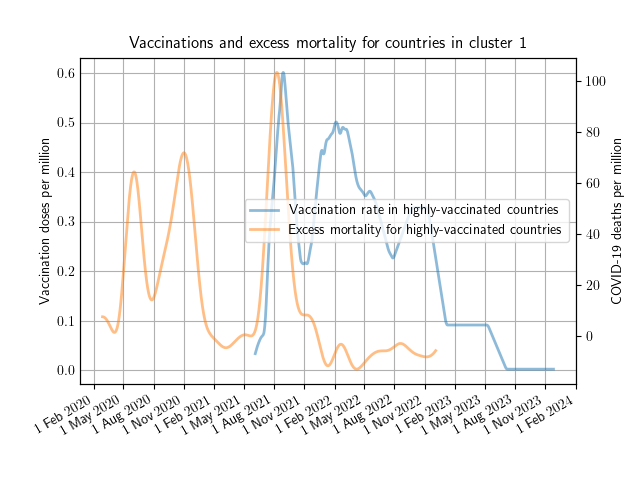 Vaccinations and excess mortality for countries in cluster 1
Vaccination doses per million
0.6
0.5
0.4
0.3
0.2
0.1
0.0
Vaccination rate in highly-vaccinated countries
Excess mortality for highly-vaccinated countries
100
80
60
40
20
0
COVID-19 deaths per million
1 Feb 2020
1 May 2020
1 Aug 2020
1 Nov 2020
1 Feb 2021
1 May 2021
1 Aug 2021
1 Nov 2021
1 Feb 2022
1 May 2022
1 Aug 2022
1 Nov 2022
1 Feb 2023
1 May 2023
1 Aug 2023
1 Nov 2023
1 Feb 2024